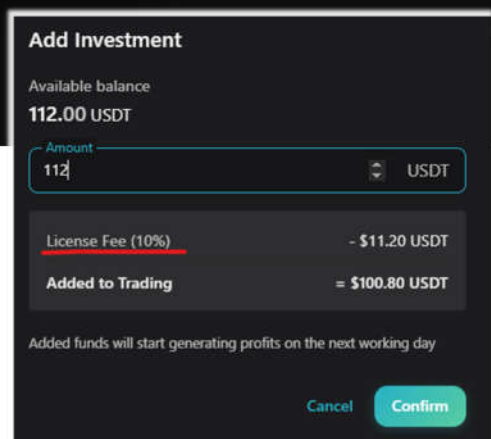 Add Investment
Available balance
112.00 USDT
Amount
112 USDT
License Fee (10%) - $11.20 USDT
Added to Trading = $100.80 USDT
Added funds will start generating profits on the next working day
Cancel Confirm